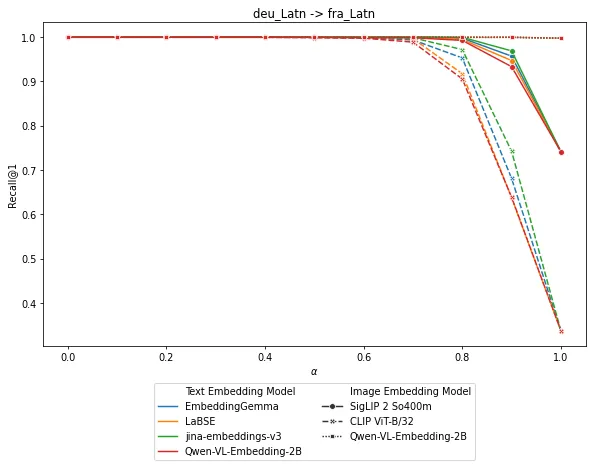 deu_Latn -> fra_Latn
Recall@1
1.0
0.9
0.8
0.7
0.6
0.5
0.4
0.0
0.2
0.4
0.6
0.8
1.0
α
Text Embedding Model
EmbeddingGemma
LaBSE
jina-embeddings-v3
Qwen-VL-Embedding-2B
Image Embedding Model
SigLIP 2 So400m
CLIP ViT-B/32
Qwen-VL-Embedding-2B